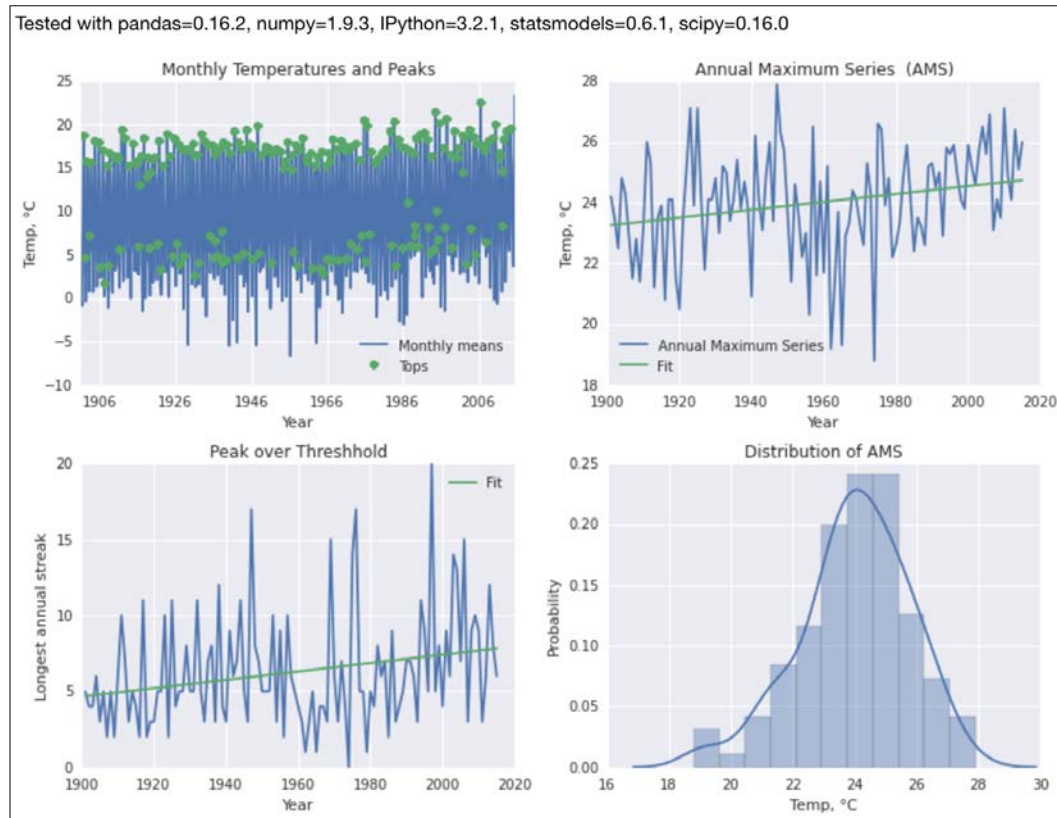 Tested with pandas=0.16.2, numpy=1.9.3, IPython=3.2.1, statsmodels=0.6.1, scipy=0.16.0
Monthly Temperatures and Peaks
25
20
15
10
5
0
−5
−10
Temp, °C
Monthly means
Tops
1906 1926 1946 1966 1986 2006
Year
Annual Maximum Series (AMS)
28
26
24
22
20
18
Temp, °C
Annual Maximum Series
Fit
1900 1920 1940 1960 1980 2000 2020
Year
Peak over Threshhold
20
15
10
5
0
Longest annual streak
Fit
1900 1920 1940 1960 1980 2000 2020
Year
Distribution of AMS
0.25
0.20
0.15
0.10
0.05
0.00
Probability
16 18 20 22 24 26 28 30
Temp, °C